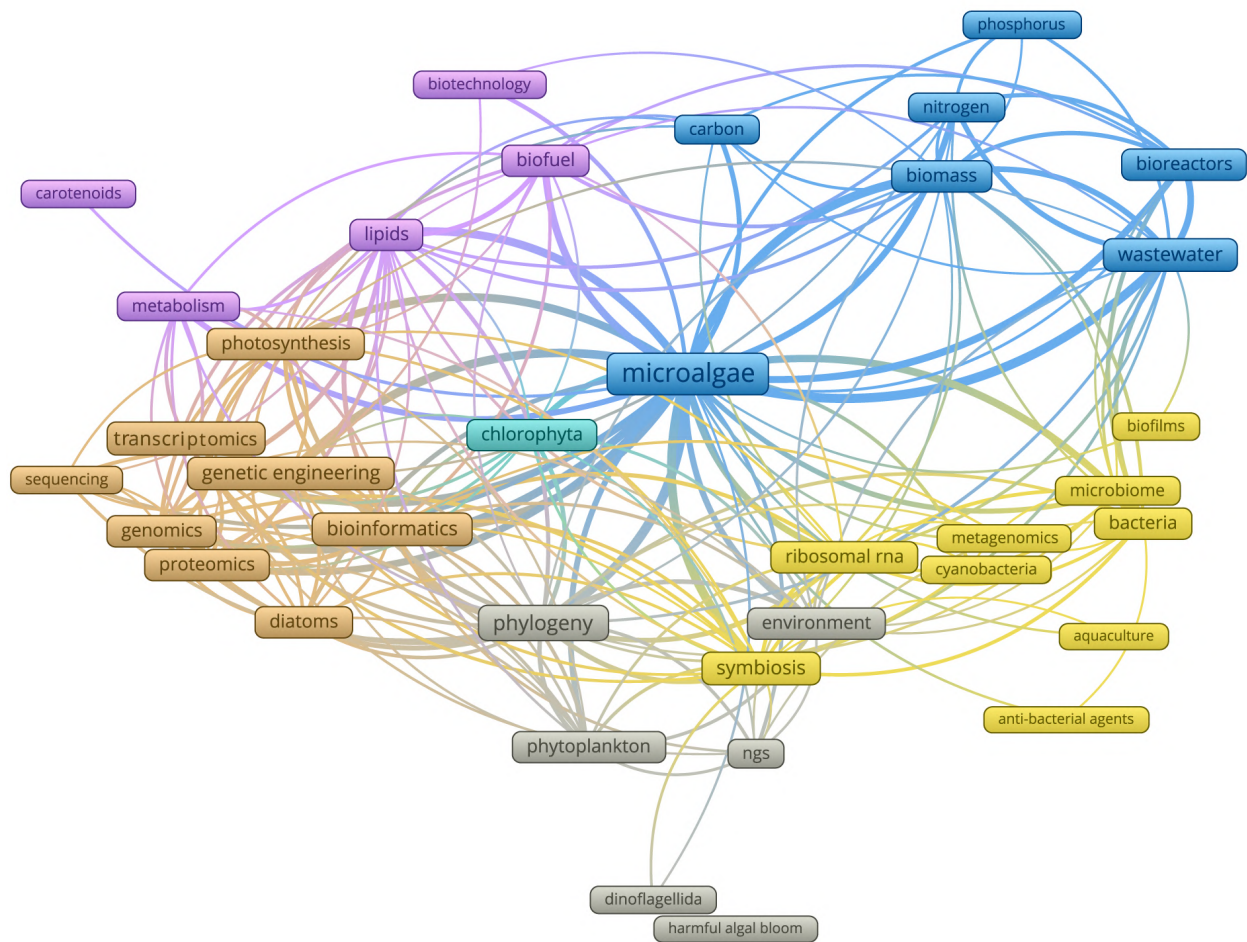 phosphorus
biotechnology
nitrogen
carbon
biofuel
bioreactors
biomass
carotenoids
lipids
wastewater
metabolism
photosynthesis
microalgae
biofilms
chlorophyta
transcriptomics
genetic engineering
sequencing
microbiome
bacteria
genomics
bioinformatics
metagenomics
ribosomal rna
proteomics
cyanobacteria
diatoms
phylogeny
environment
aquaculture
symbiosis
anti-bacterial agents
phytoplankton
ngs
dinoflagellida
harmful algal bloom